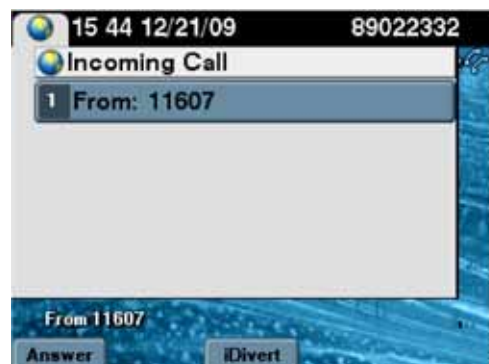 15 44 12/21/09 89022332
Incoming Call
1 From: 11607
From 11607
Answer iDivert